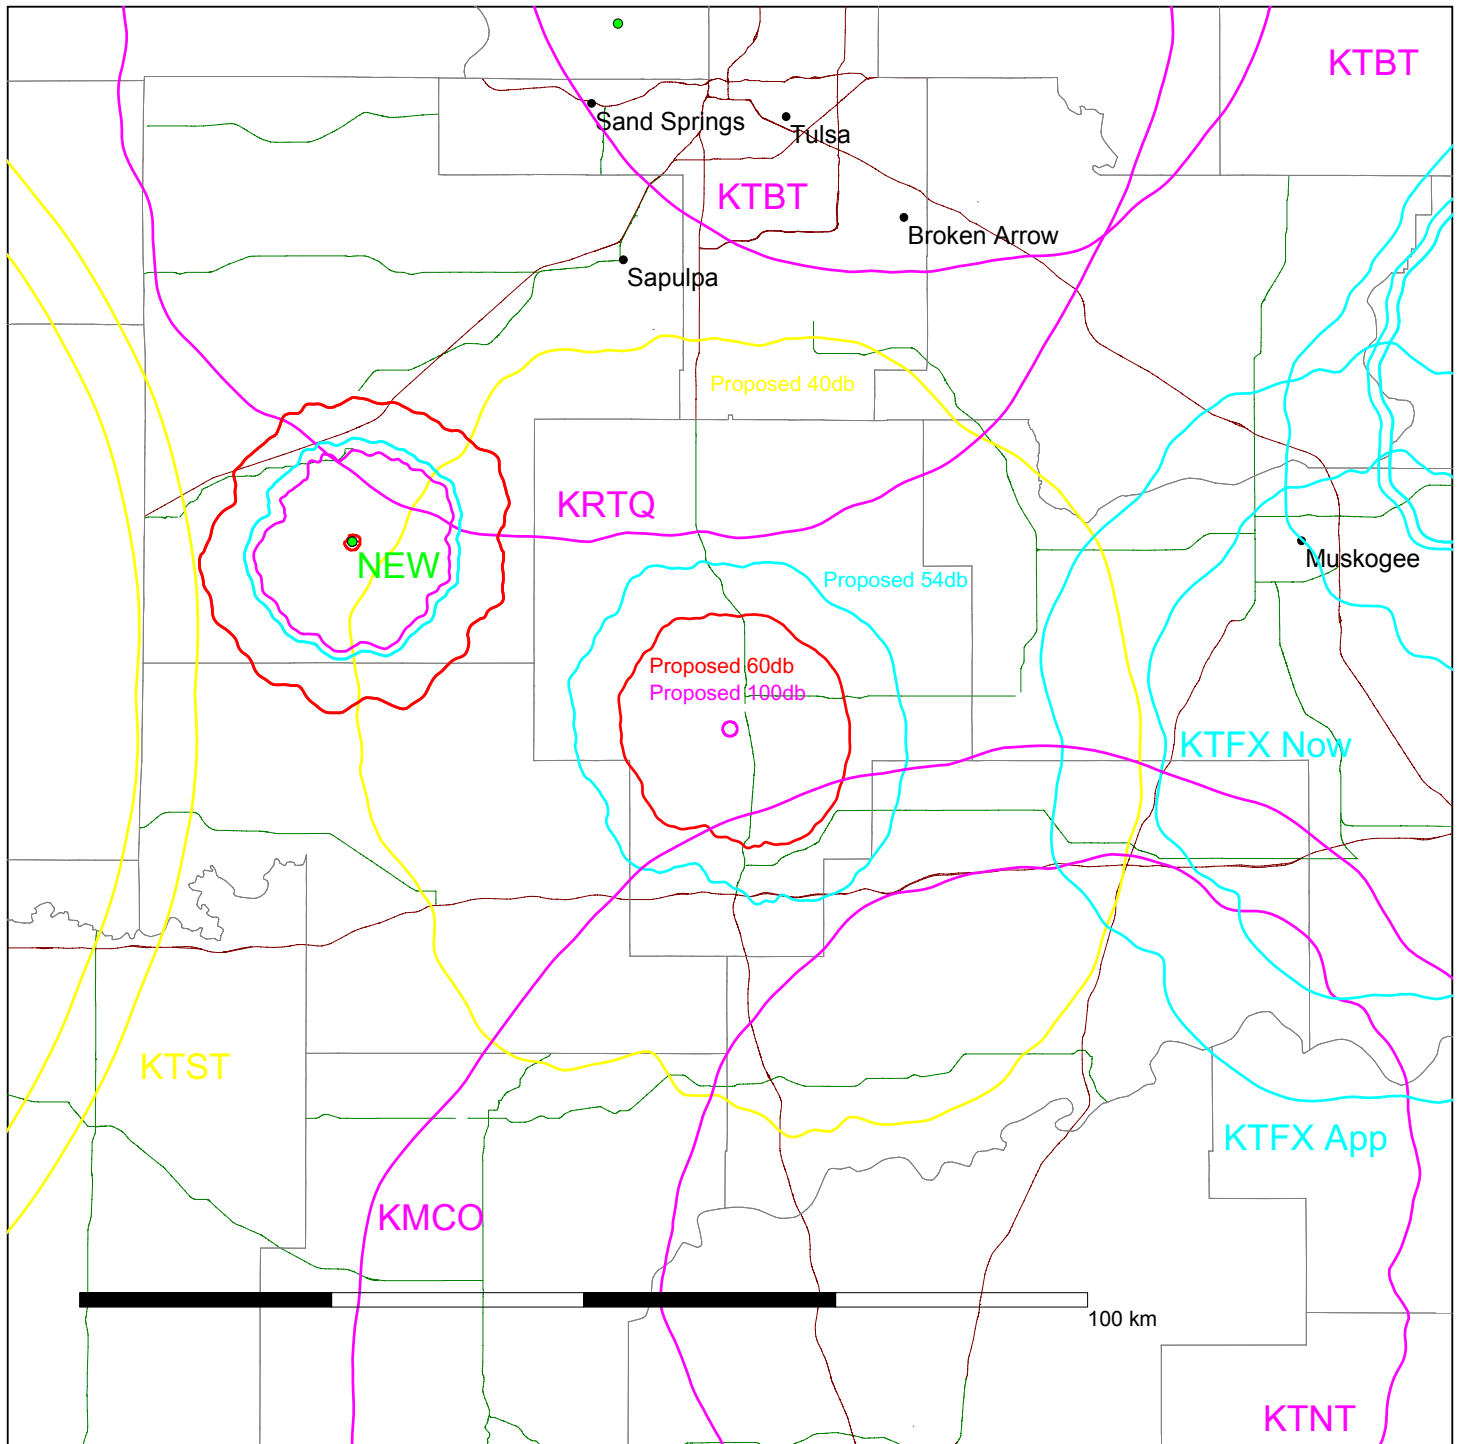 KTBT
Sand Springs
Tulsa
KTBT
Broken Arrow
Sapulpa
Proposed 40db
KRTQ
Muskogee
NEW
Proposed 54db
Proposed 60db
Proposed 100db
KTFX Now
KTST
KTFX App
KMCO
100 km
KTNT